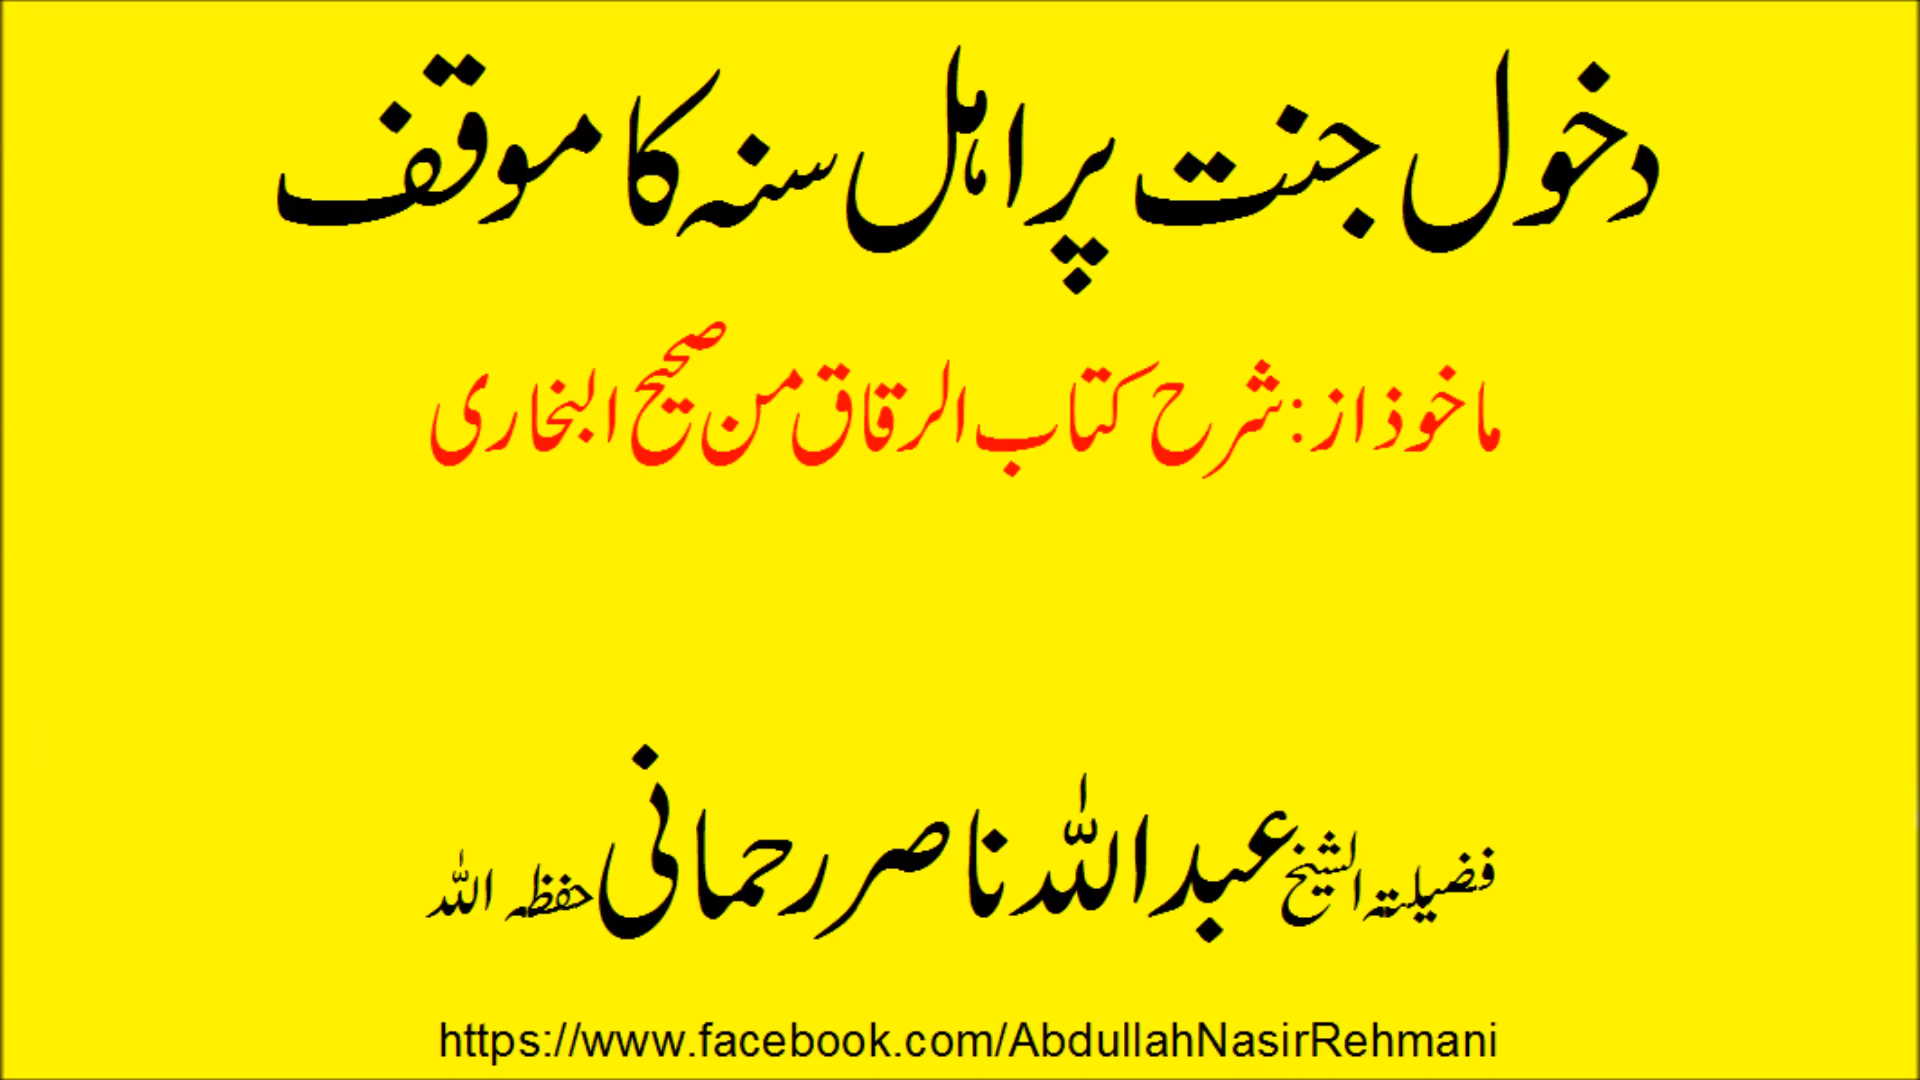 دخول جنت پر اہل سنہ کا موقف
ماخوذ از: شرح کتاب الرقاق من صحیح البخاری
فضیلتہ الشیخ عبداللہ ناصر رحمانی حفظہ اللہ
https://www.facebook.com/AbdullahNasirRehmani